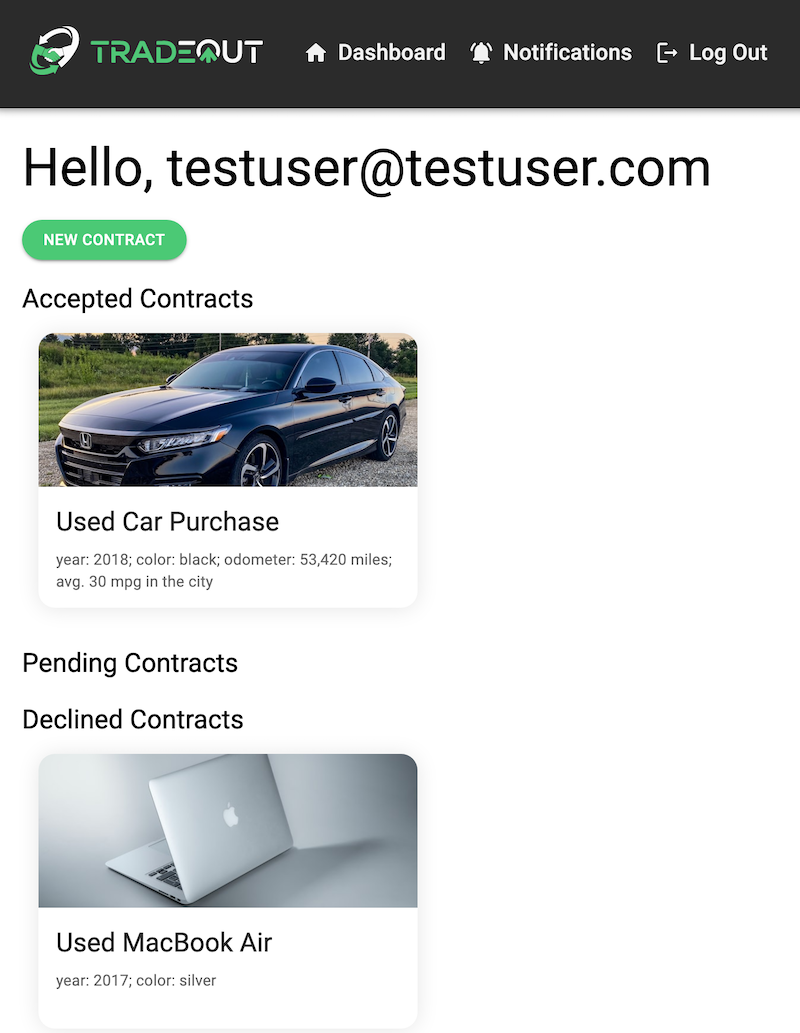 TRADEOUT
Dashboard
Notifications
Log Out
Hello, testuser@testuser.com
NEW CONTRACT
Accepted Contracts
Used Car Purchase
year: 2018; color: black; odometer: 53,420 miles;
avg. 30 mpg in the city
Pending Contracts
Declined Contracts
Used MacBook Air
year: 2017; color: silver